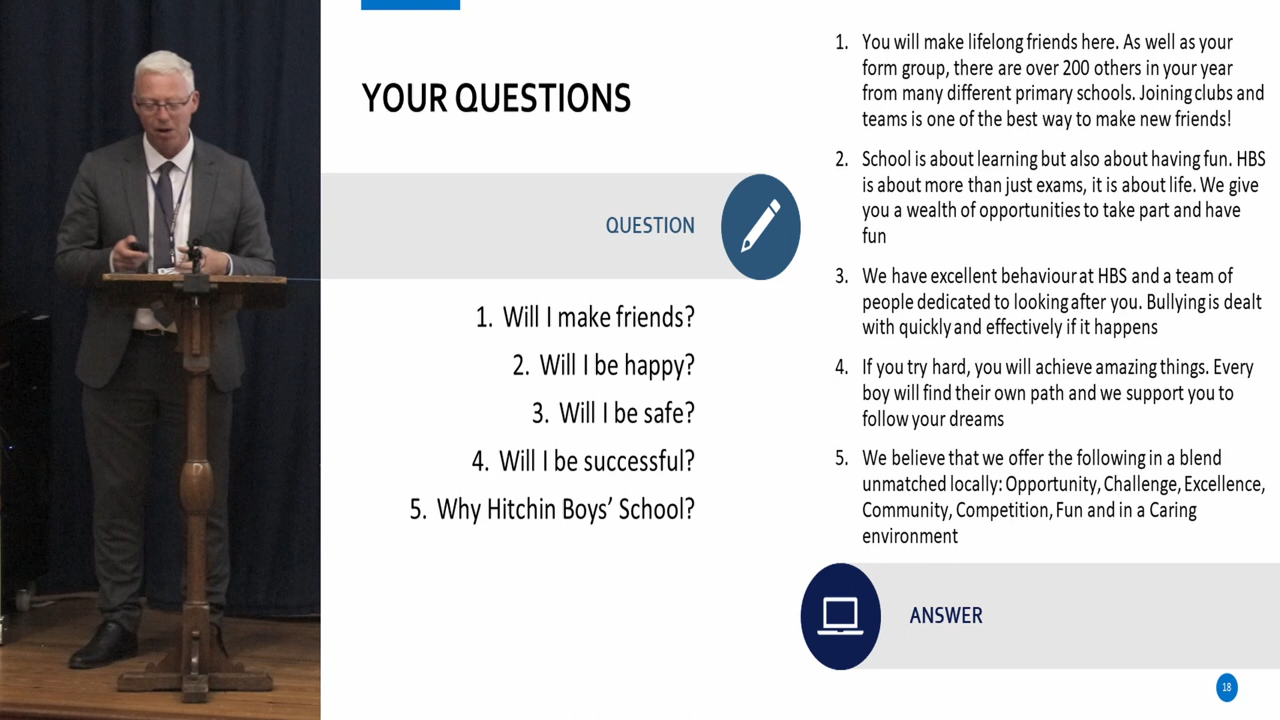 YOUR QUESTIONS
QUESTION
1. Will I make friends?
2. Will I be happy?
3. Will I be safe?
4. Will I be successful?
5. Why Hitchin Boys’ School?
1. You will make lifelong friends here. As well as your
form group, there are over 200 others in your year
from many different primary schools. Joining clubs and
teams is one of the best way to make new friends!
2. School is about learning but also about having fun. HBS
is about more than just exams, it is about life. We give
you a wealth of opportunities to take part and have
fun
3. We have excellent behaviour at HBS and a team of
people dedicated to looking after you. Bullying is dealt
with quickly and effectively if it happens
4. If you try hard, you will achieve amazing things. Every
boy will find their own path and we support you to
follow your dreams
5. We believe that we offer the following in a blend
unmatched locally: Opportunity, Challenge, Excellence,
Community, Competition, Fun and in a Caring
environment
ANSWER
18